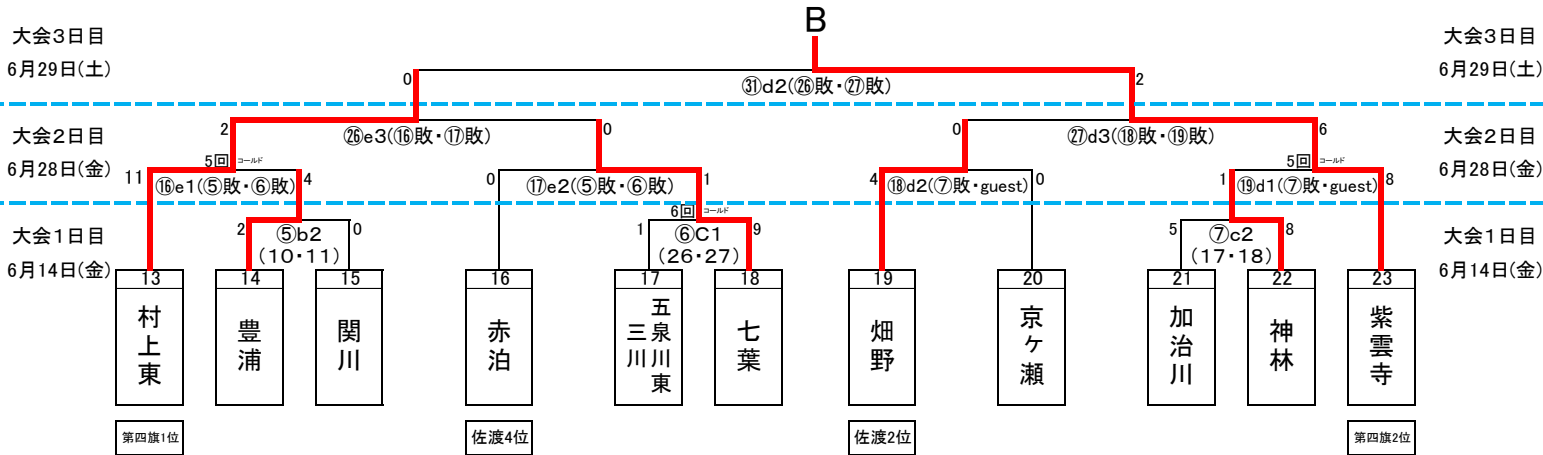 B
大会3日目
6月29日(土)
0
㉛d2(㉖敗・㉗敗)
2
大会3日目
6月29日(土)
大会2日目
6月28日(金)
2
㉖e3(⑯敗・⑰敗)
0
0
㉗d3(⑱敗・⑲敗)
6
大会2日目
6月28日(金)
11
5回コールド
⑯e1(⑤敗・⑥敗)
4
0
⑰e2(⑤敗・⑥敗)
1
4
⑱d2(⑦敗・guest)
0
1
5回コールド
⑲d1(⑦敗・guest)
8
大会1日目
6月14日(金)
2
⑤b2
(10・11)
0
1
6回コールド
⑥C1
(26・27)
9
5
⑦c2
(17・18)
8
大会1日目
6月14日(金)
13
村上東
第四旗1位
14
豊浦
15
関川
16
赤泊
佐渡4位
17
五泉川東
三川
18
七葉
19
畑野
佐渡2位
20
京ヶ瀬
21
加治川
22
神林
23
紫雲寺
第四旗2位